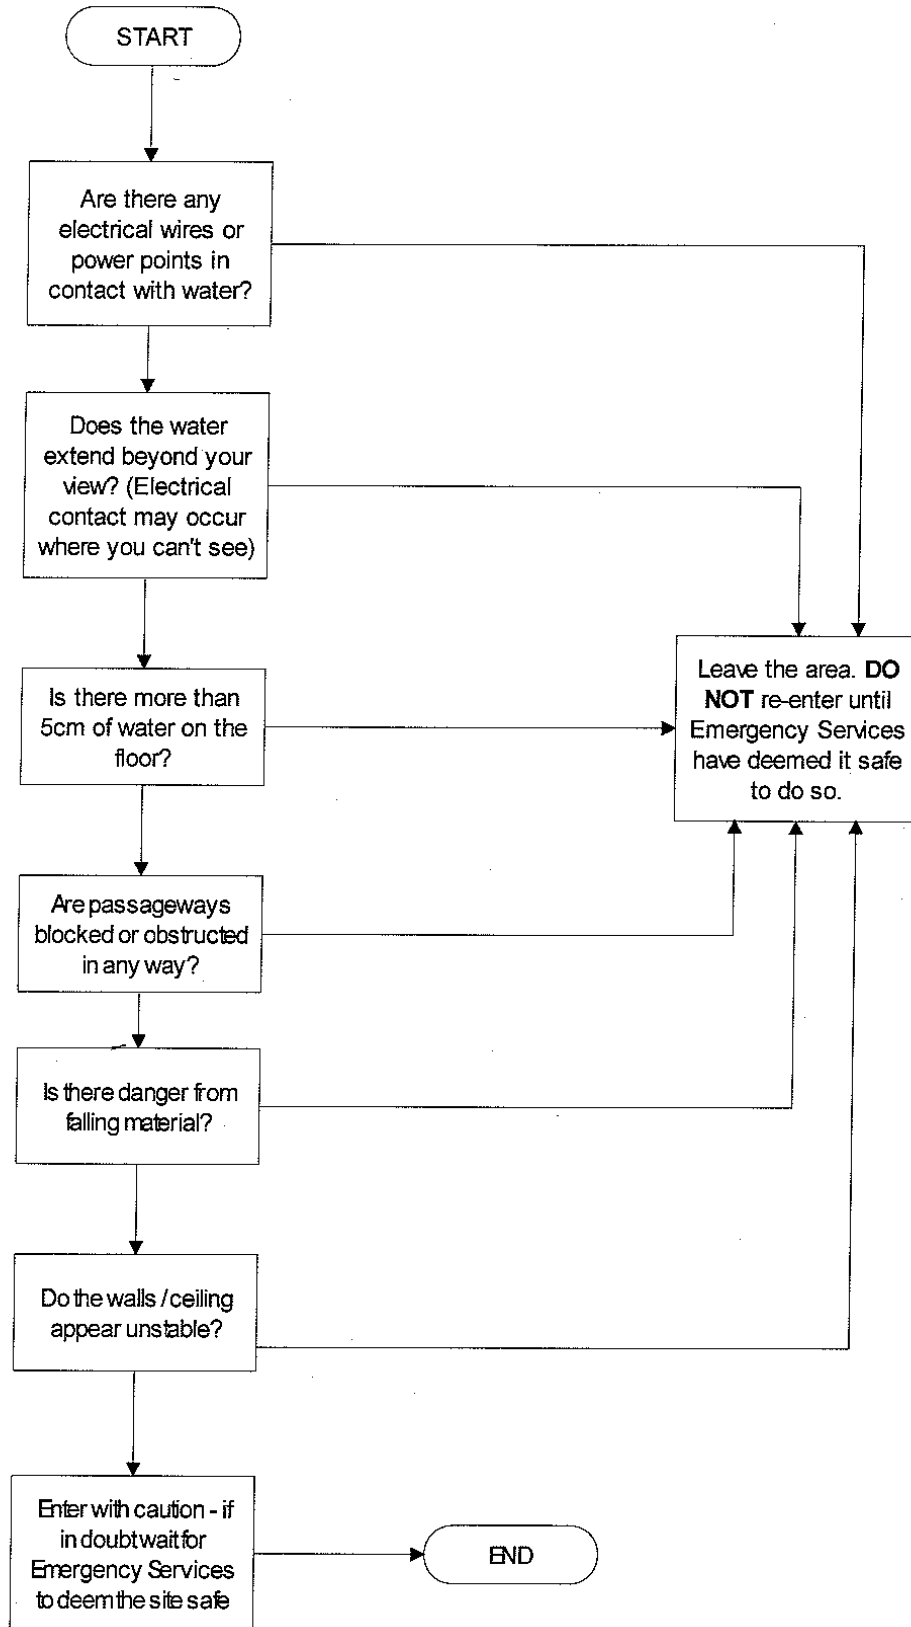 START
Are there any
electrical wires or
power points in
contact with water?
Does the water
extend beyond your
view? (Electrical
contact may occur
where you can't see)
Is there more than
5cm of water on the
floor?
Leave the area. DO
NOT re-enter until
Emergency Services
have deemed it safe
to do so.
Are passageways
blocked or obstructed
in any way?
Is there danger from
falling material?
Do the walls / ceiling
appear unstable?
Enter with caution - if
in doubt wait for
Emergency Services
to deem the site safe
END